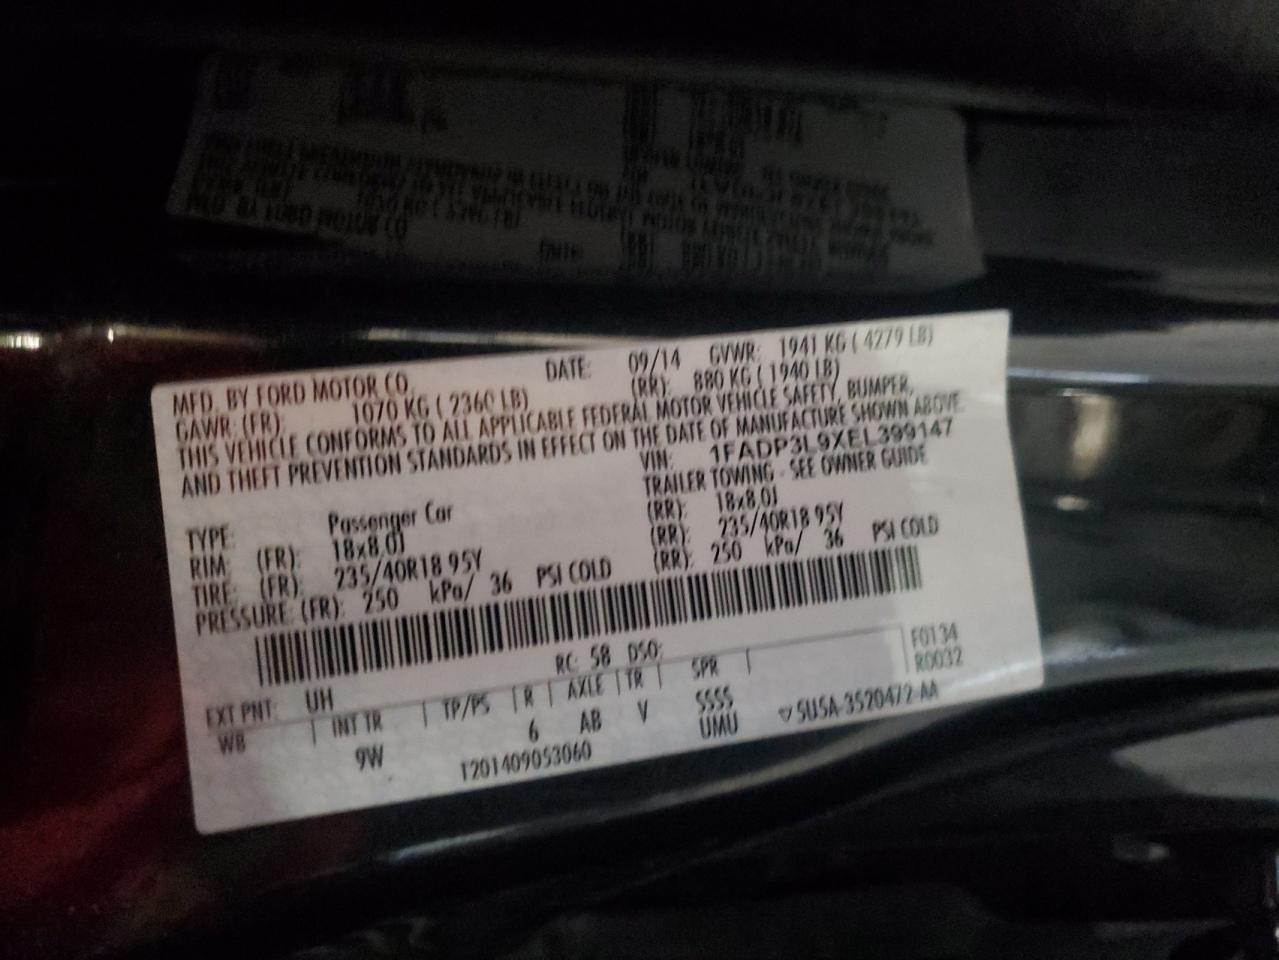 MFD. BY FORD MOTOR CO. DATE: 09/14 GVWR: 1941 KG ( 4279 LB)
GAWR: (FR): 1070 KG ( 2360 LB) (RR): 880 KG ( 1940 LB)
THIS VEHICLE CONFORMS TO ALL APPLICABLE FEDERAL MOTOR VEHICLE SAFETY, BUMPER,
AND THEFT PREVENTION STANDARDS IN EFFECT ON THE DATE OF MANUFACTURE SHOWN ABOVE.
VIN: 1FADP3L9XEL399147
TYPE: Passenger Car TRAILER TOWING - SEE OWNER GUIDE
RIM: (FR): 18x8.0J (RR): 18x8.0J
TIRE: (FR): 235/40R18 95Y (RR): 235/40R18 95Y
PRESSURE: (FR): 250 kPa/ 36 PSI COLD (RR): 250 kPa/ 36 PSI COLD
RC: 58 DSO: F0134
EXT PNT: UH R0032
WB | INT TR | TP/PS | R | AXLE | TR | SPR |
9W 6 AB V SSSS
UMU
1201409053060 ▽5U5A-3520472-AA